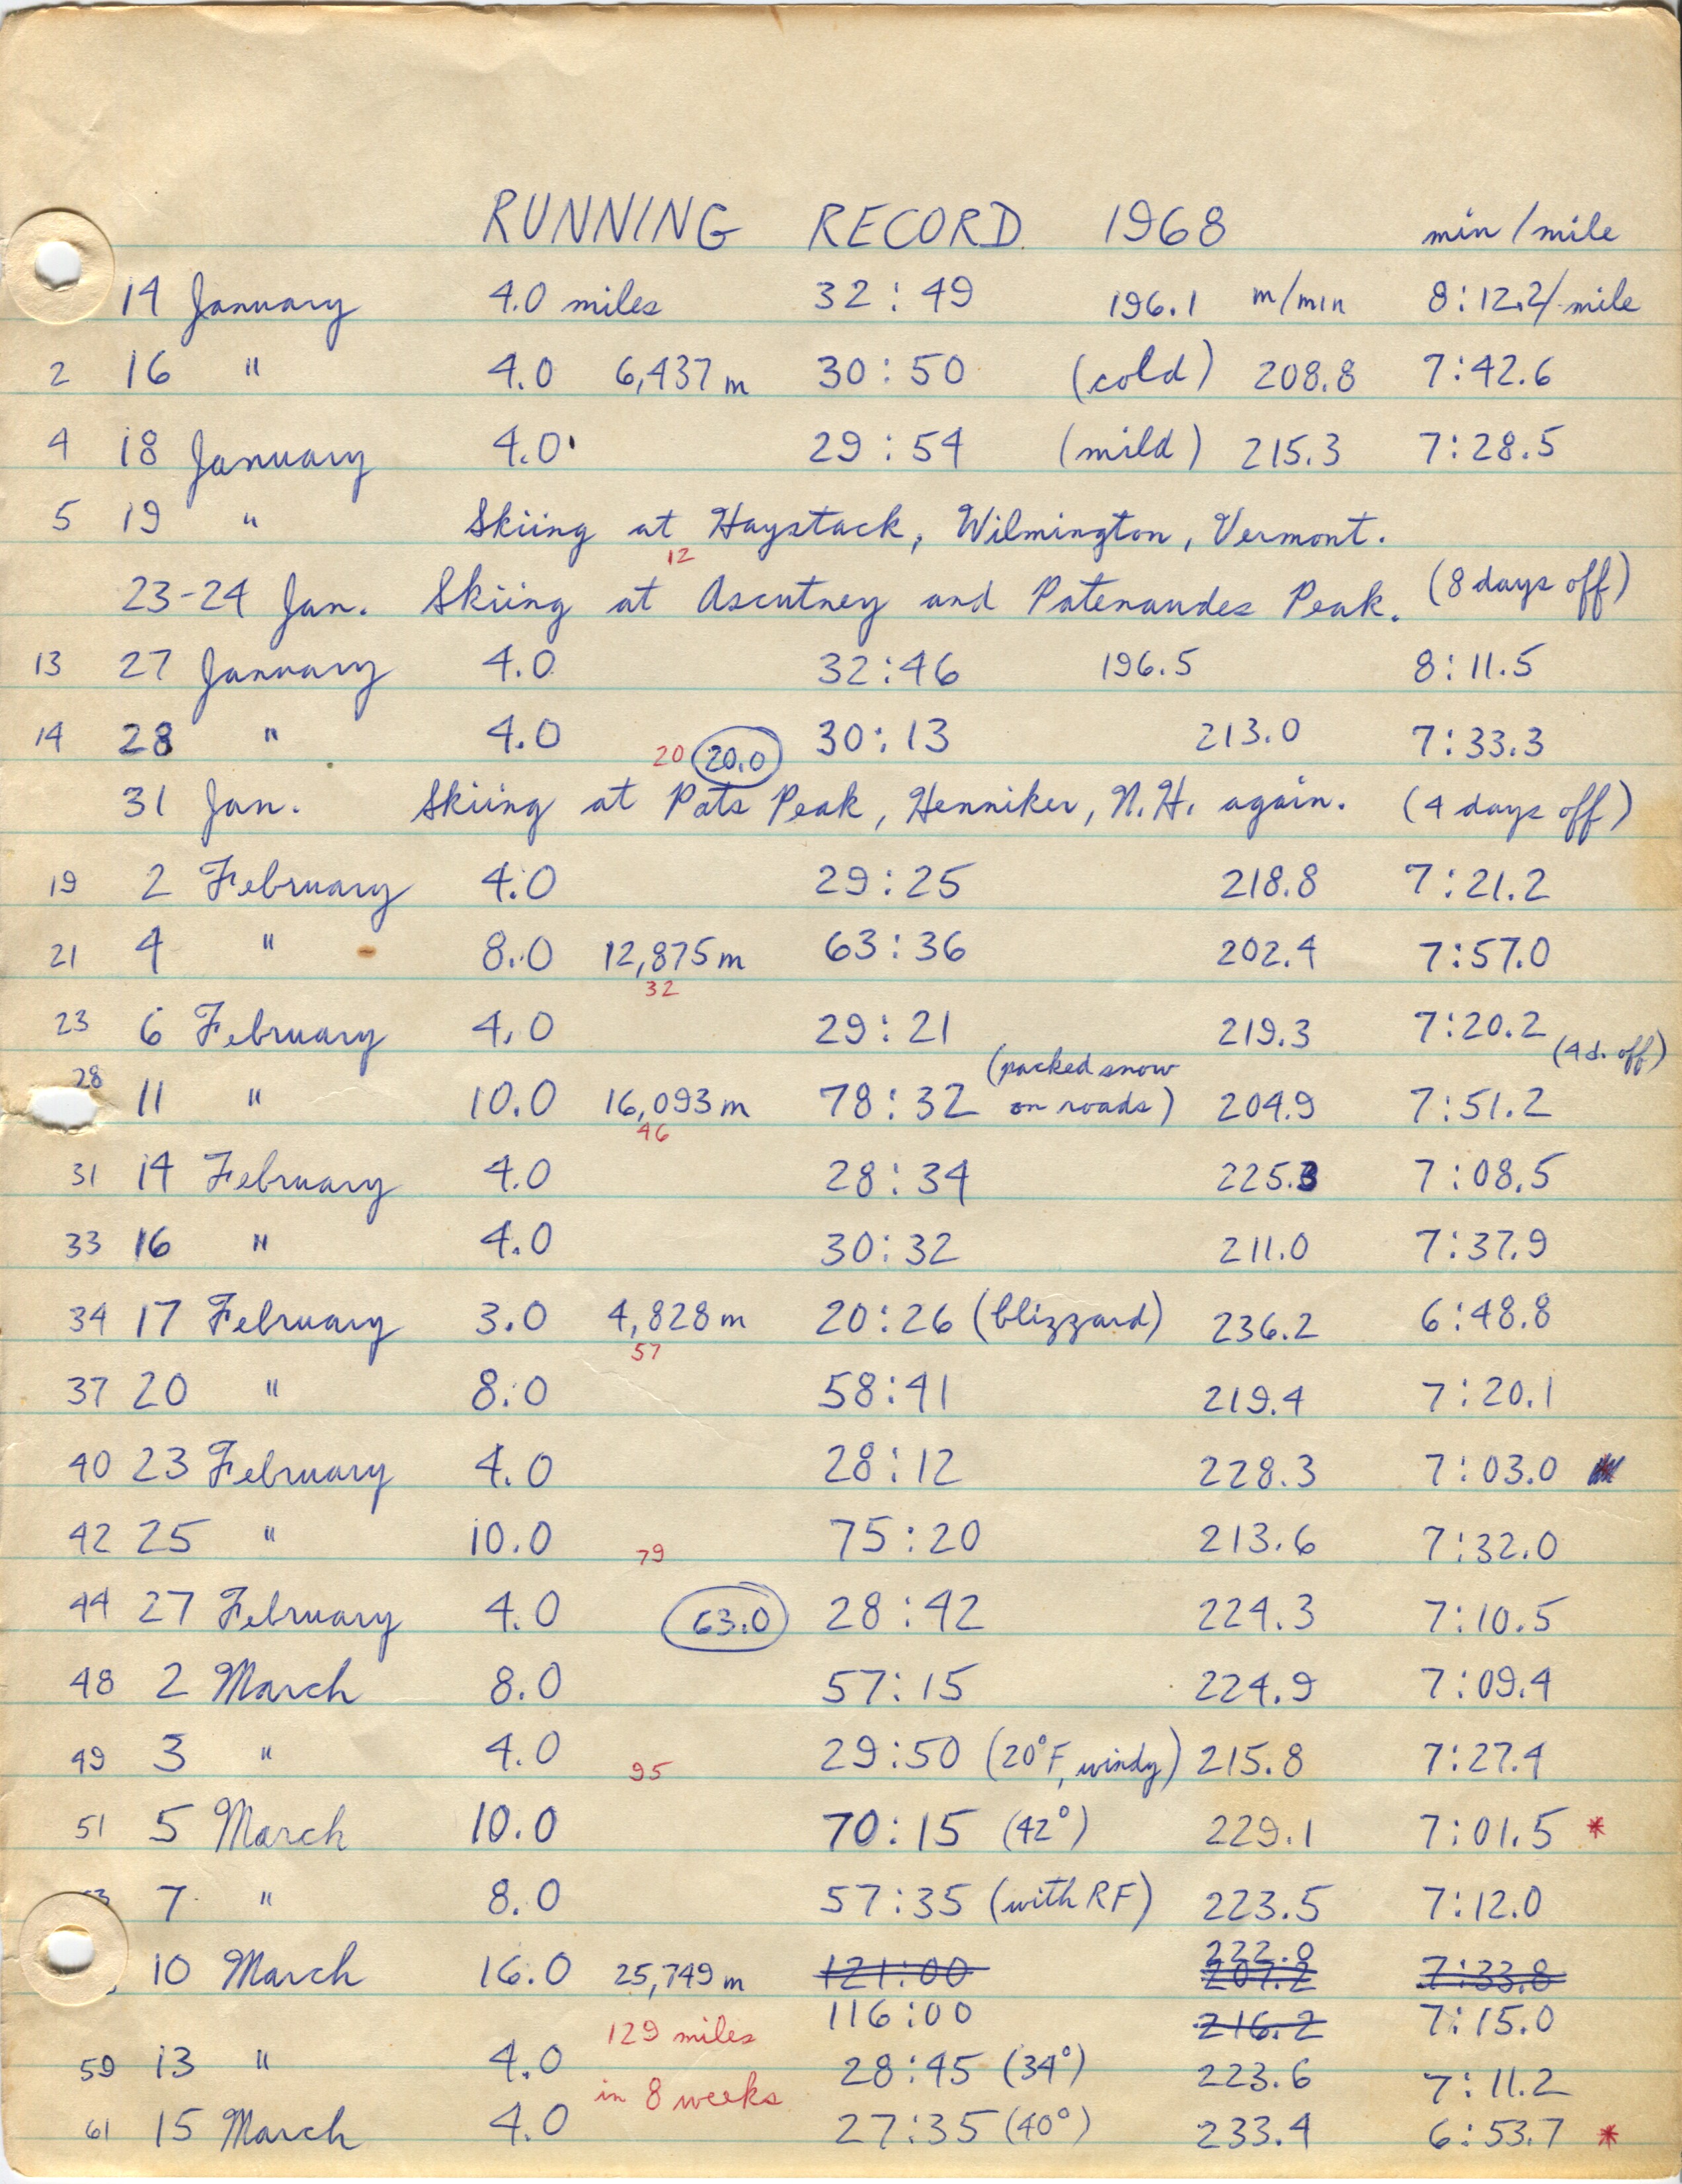 RUNNING RECORD 1968 min/mile
14 January 4.0 miles 32:49 196.1 m/min 8:12.2/mile
2 16 " 4.0 6,437 m 30:50 (cold) 208.8 7:42.6
4 18 January 4.0 29:54 (mild) 215.3 7:28.5
5 19 " Skiing at Haystack, Wilmington, Vermont.
12
23-24 Jan. Skiing at Ascutney and Patenaudes Peak. (8 days off)
13 27 January 4.0 32:46 196.5 8:11.5
14 28 " 4.0 20 20.0 30:13 213.0 7:33.3
31 Jan. Skiing at Pats Peak, Henniker, N.H. again. (4 days off)
19 2 February 4.0 29:25 218.8 7:21.2
21 4 " - 8.0 12,875 m 63:36 202.4 7:57.0
32
23 6 February 4.0 29:21 219.3 7:20.2 (4 d. off)
28 11 " 10.0 16,093 m 78:32 (packed snow on roads) 204.9 7:51.2
46
31 14 February 4.0 28:34 225.3 7:08.5
33 16 " 4.0 30:32 211.0 7:37.9
34 17 February 3.0 4,828 m 20:26 (blizzard) 236.2 6:48.8
57
37 20 " 8.0 58:41 219.4 7:20.1
40 23 February 4.0 28:12 228.3 7:03.0
42 25 " 10.0 79 75:20 213.6 7:32.0
44 27 February 4.0 63.0 28:42 224.3 7:10.5
48 2 March 8.0 57:15 224.9 7:09.4
49 3 " 4.0 95 29:50 (20°F, windy) 215.8 7:27.4
51 5 March 10.0 70:15 (42°) 229.1 7:01.5 *
53 7 " 8.0 57:35 (with RF) 223.5 7:12.0
222.0
10 March 16.0 25,749 m 121:00 207.2 7:33.8
116:00 216.2 7:15.0
129 miles
59 13 " 4.0 28:45 (34°) 223.6 7:11.2
in 8 weeks
61 15 March 4.0 27:35 (40°) 233.4 6:53.7 *